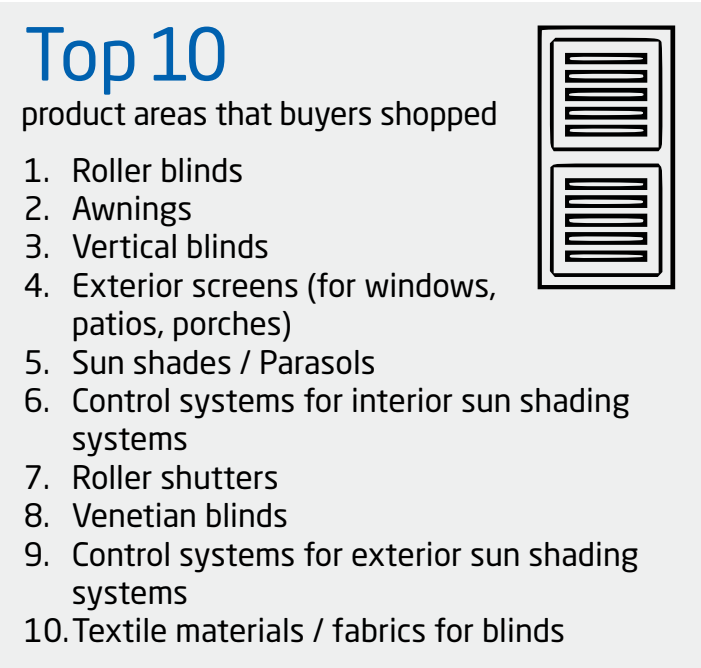 Top 10
product areas that buyers shopped
1. Roller blinds
2. Awnings
3. Vertical blinds
4. Exterior screens (for windows,
patios, porches)
5. Sun shades / Parasols
6. Control systems for interior sun shading
systems
7. Roller shutters
8. Venetian blinds
9. Control systems for exterior sun shading
systems
10. Textile materials / fabrics for blinds